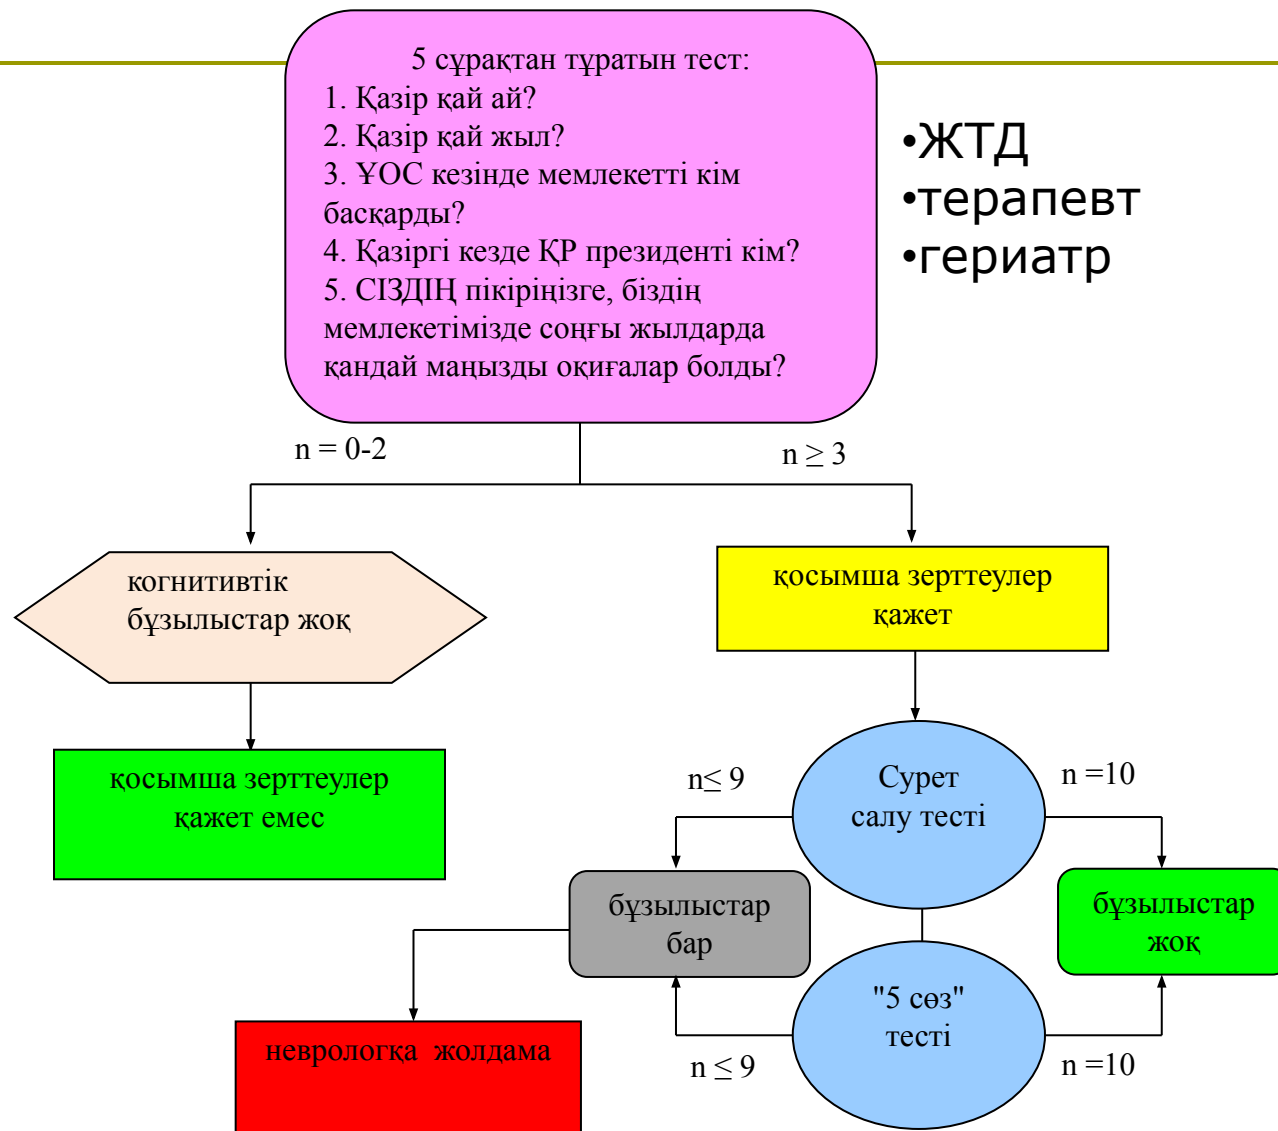 5 сұрақтан тұратын тест:
1. Қазір қай ай?
2. Қазір қай жыл?
3. ҰОС кезінде мемлекетті кім
басқарды?
4. Қазіргі кезде ҚР президенті кім?
5. СІЗДІҢ пікіріңізге, біздің
мемлекетімізде соңғы жылдарда
қандай маңызды оқиғалар болды?
•ЖТД
•терапевт
•гериатр
n = 0-2
n ≥ 3
когнитивтік
бұзылыстар жоқ
қосымша зерттеулер
қажет
қосымша зерттеулер
қажет емес
n≤ 9
Сурет
салу тесті
n =10
бұзылыстар
бар
бұзылыстар
жоқ
"5 сөз"
тесті
неврологқа  жолдама
n ≤ 9
n =10